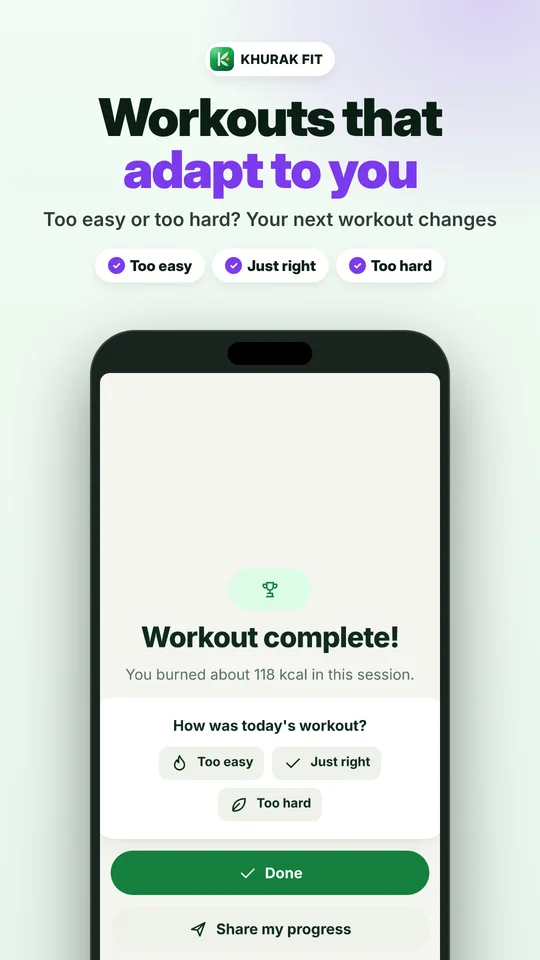 KHURAK FIT
Workouts that
adapt to you
Too easy or too hard? Your next workout changes
Too easy
Just right
Too hard
Workout complete!
You burned about 118 kcal in this session.
How was today's workout?
Too easy
Just right
Too hard
Done
Share my progress